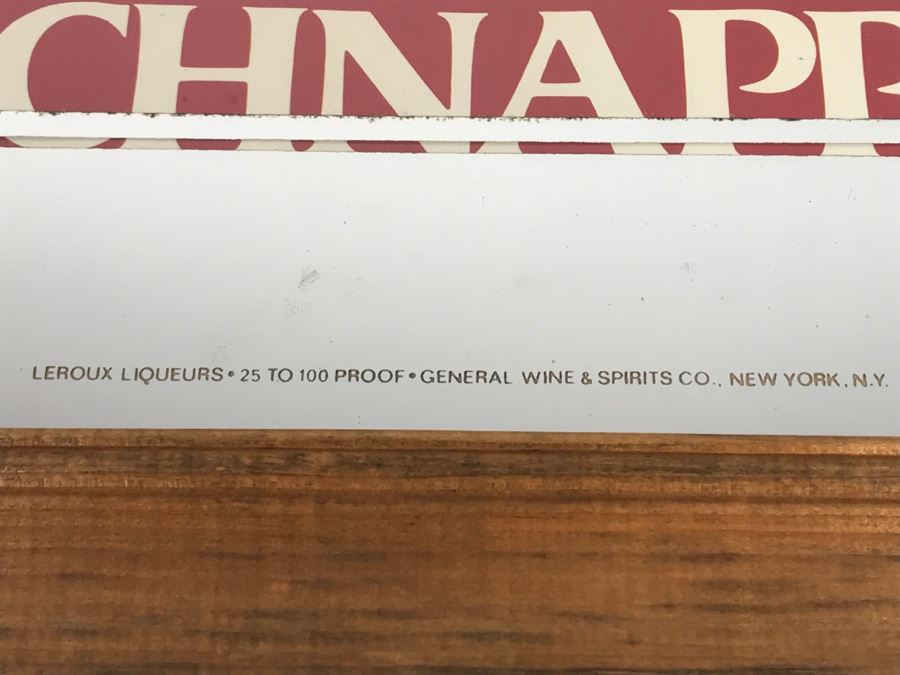 CHNAPP
LEROUX LIQUEURS • 25 TO 100 PROOF • GENERAL WINE & SPIRITS CO., NEW YORK, N.Y.